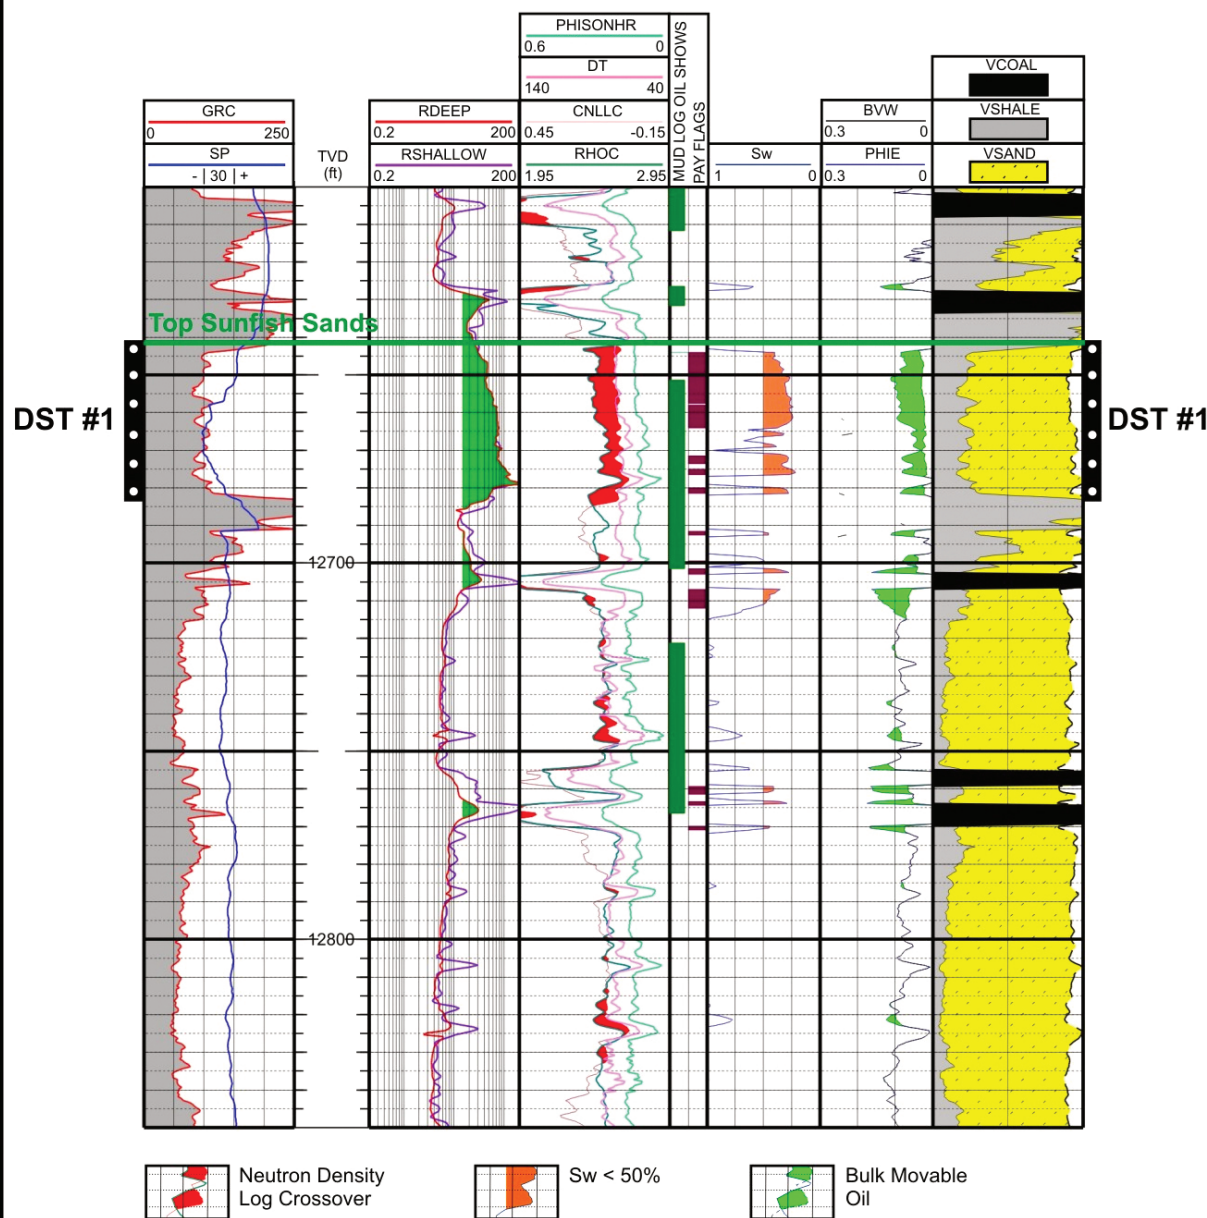 PHISONHR
0.6 0
DT
140 40
CNLLC
0.45 -0.15
RHOC
1.95 2.95
MUD LOG OIL SHOWS
PAY FLAGS
VCOAL
VSHALE
VSAND
GRC
0 250
SP
- | 30 | +
TVD
(ft)
RDEEP
0.2 200
RSHALLOW
0.2 200
Sw
1 0
BVW
0.3 0
PHIE
0.3 0
Top Sunfish Sands
DST #1
DST #1
12700
12800
Neutron Density
Log Crossover
Sw < 50%
Bulk Movable
Oil